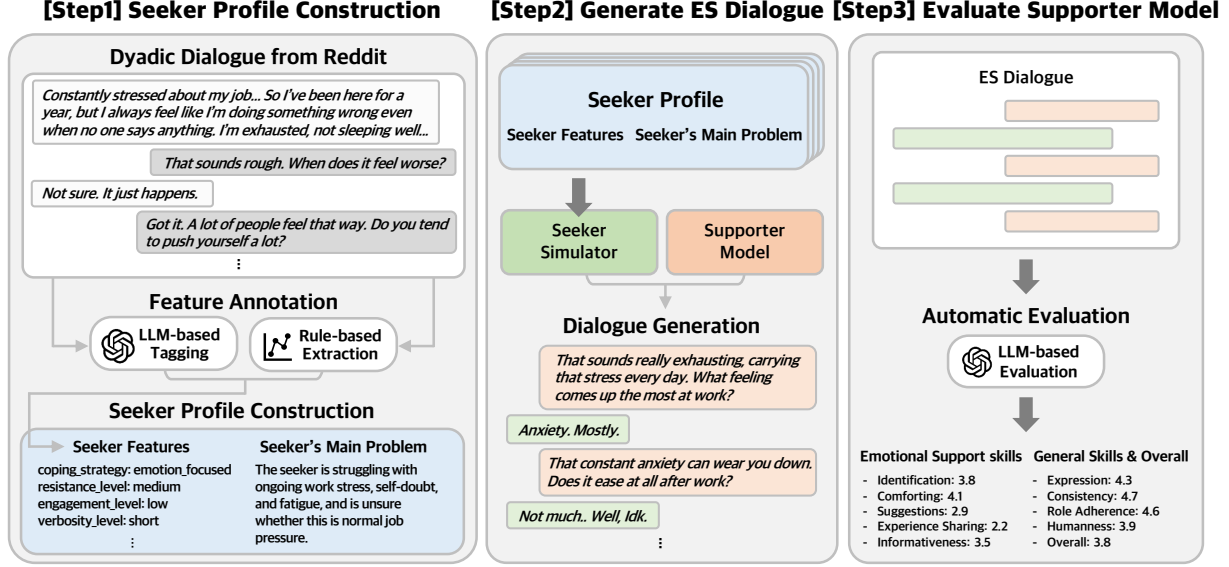 [Step1] Seeker Profile Construction
Dyadic Dialogue from Reddit
Constantly stressed about my job... So I've been here for a
year, but I always feel like I'm doing something wrong even
when no one says anything. I'm exhausted, not sleeping well...
That sounds rough. When does it feel worse?
Not sure. It just happens.
Got it. A lot of people feel that way. Do you tend
to push yourself a lot?
⋮
Feature Annotation
LLM-based
Tagging
Rule-based
Extraction
Seeker Profile Construction
Seeker Features
coping_strategy: emotion_focused
resistance_level: medium
engagement_level: low
verbosity_level: short
⋮
Seeker's Main Problem
The seeker is struggling with
ongoing work stress, self-doubt,
and fatigue, and is unsure
whether this is normal job
pressure.
[Step2] Generate ES Dialogue
Seeker Profile
Seeker Features Seeker's Main Problem
Seeker
Simulator
Supporter
Model
Dialogue Generation
That sounds really exhausting, carrying
that stress every day. What feeling
comes up the most at work?
Anxiety. Mostly.
That constant anxiety can wear you down.
Does it ease at all after work?
Not much.. Well, Idk.
⋮
[Step3] Evaluate Supporter Model
ES Dialogue
Automatic Evaluation
LLM-based
Evaluation
Emotional Support skills
- Identification: 3.8
- Comforting: 4.1
- Suggestions: 2.9
- Experience Sharing: 2.2
- Informativeness: 3.5
General Skills & Overall
- Expression: 4.3
- Consistency: 4.7
- Role Adherence: 4.6
- Humanness: 3.9
- Overall: 3.8